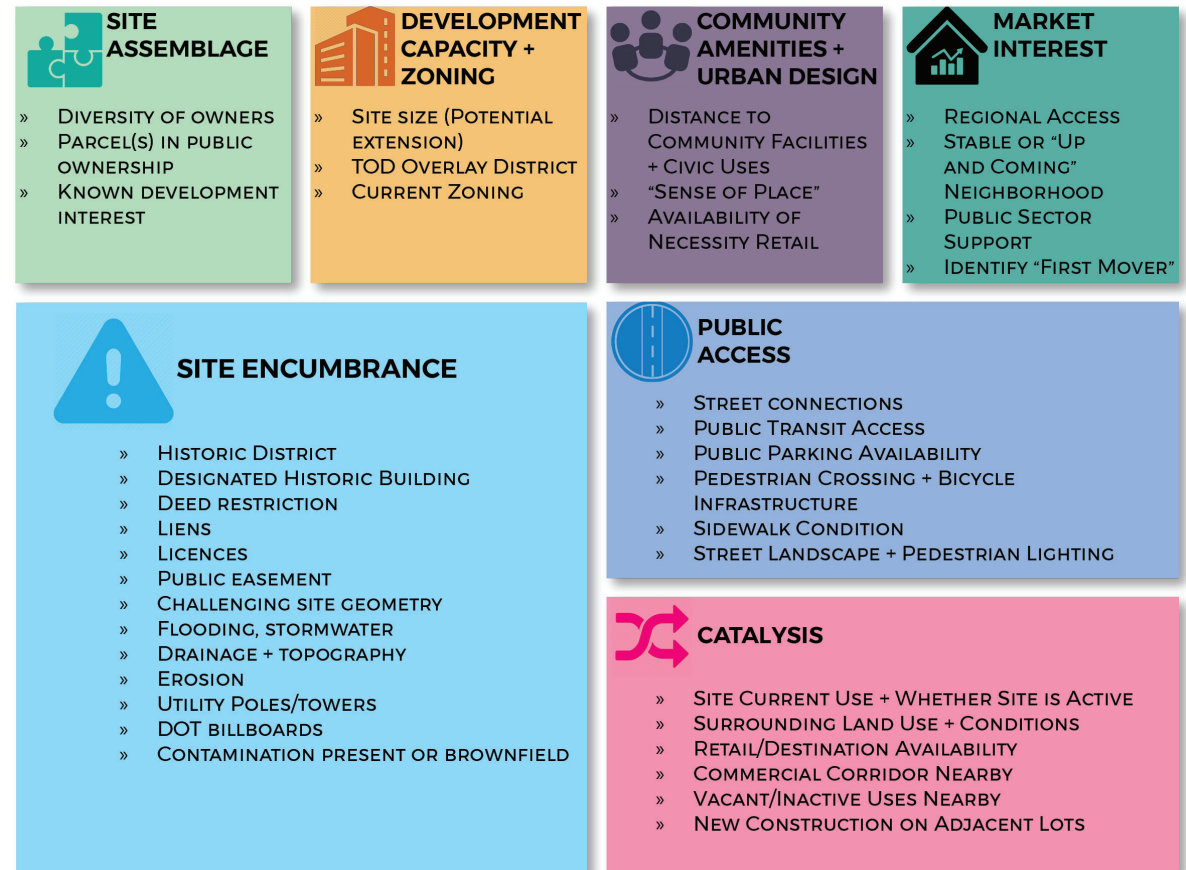 SITE
ASSEMBLAGE
» DIVERSITY OF OWNERS
» PARCEL(S) IN PUBLIC
OWNERSHIP
» KNOWN DEVELOPMENT
INTEREST
DEVELOPMENT
CAPACITY +
ZONING
» SITE SIZE (POTENTIAL
EXTENSION)
» TOD OVERLAY DISTRICT
» CURRENT ZONING
COMMUNITY
AMENITIES +
URBAN DESIGN
» DISTANCE TO
COMMUNITY FACILITIES
+ CIVIC USES
» “SENSE OF PLACE”
» AVAILABILITY OF
NECESSITY RETAIL
MARKET
INTEREST
» REGIONAL ACCESS
» STABLE OR “UP
AND COMING”
NEIGHBORHOOD
» PUBLIC SECTOR
SUPPORT
» IDENTIFY “FIRST MOVER”
SITE ENCUMBRANCE
» HISTORIC DISTRICT
» DESIGNATED HISTORIC BUILDING
» DEED RESTRICTION
» LIENS
» LICENCES
» PUBLIC EASEMENT
» CHALLENGING SITE GEOMETRY
» FLOODING, STORMWATER
» DRAINAGE + TOPOGRAPHY
» EROSION
» UTILITY POLES/TOWERS
» DOT BILLBOARDS
» CONTAMINATION PRESENT OR BROWNFIELD
PUBLIC
ACCESS
» STREET CONNECTIONS
» PUBLIC TRANSIT ACCESS
» PUBLIC PARKING AVAILABILITY
» PEDESTRIAN CROSSING + BICYCLE
INFRASTRUCTURE
» SIDEWALK CONDITION
» STREET LANDSCAPE + PEDESTRIAN LIGHTING
CATALYSIS
» SITE CURRENT USE + WHETHER SITE IS ACTIVE
» SURROUNDING LAND USE + CONDITIONS
» RETAIL/DESTINATION AVAILABILITY
» COMMERCIAL CORRIDOR NEARBY
» VACANT/INACTIVE USES NEARBY
» NEW CONSTRUCTION ON ADJACENT LOTS